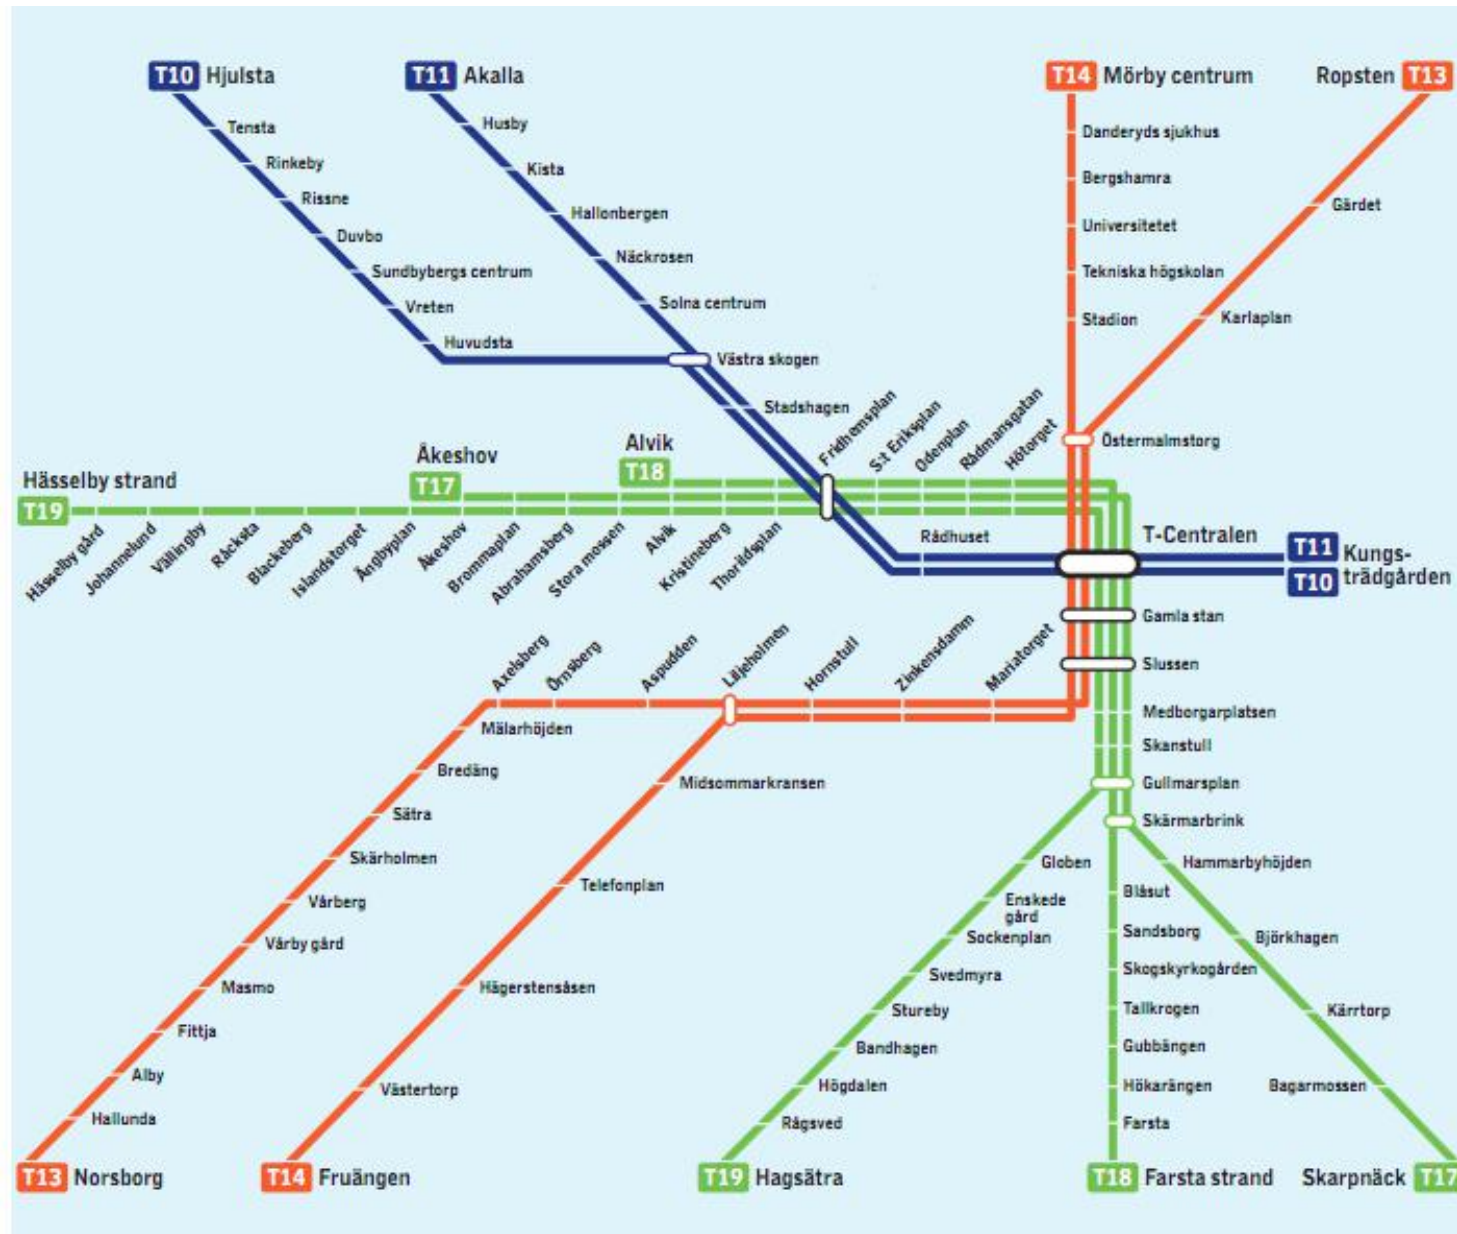 T10 Hjulsta
T11 Akalla
T14 Mörby centrum
Ropsten T13
Tensta
Rinkeby
Rissne
Duvbo
Sundbybergs centrum
Vreten
Huvudsta
Husby
Kista
Hallonbergen
Näckrosen
Solna centrum
Västra skogen
Stadshagen
Danderyds sjukhus
Bergshamra
Universitetet
Tekniska högskolan
Stadion
Gärdet
Karlaplan
Östermalmstorg
Hässelby strand
T19
Åkeshov
T17
Alvik
T18
Fridhemsplan
S:t Eriksplan
Odenplan
Rådmansgatan
Hötorget
Hässelby gård
Johannelund
Vällingby
Råcksta
Blackeberg
Islandstorget
Ängbyplan
Åkeshov
Brommaplan
Abrahamsberg
Stora mossen
Alvik
Kristineberg
Thorildsplan
Rådhuset
T-Centralen
T11
T10
Kungs-
trädgården
Gamla stan
Slussen
Medborgarplatsen
Skanstull
Gullmarsplan
Skärmarbrink
Axelsberg
Örnsberg
Aspudden
Liljeholmen
Hornstull
Zinkensdamm
Mariatorget
Mälarhöjden
Bredäng
Sätra
Skärholmen
Vårberg
Vårby gård
Masmo
Fittja
Alby
Hallunda
Midsommarkransen
Telefonplan
Hägerstensåsen
Västertorp
Globen
Enskede
gård
Sockenplan
Svedmyra
Stureby
Bandhagen
Högdalen
Rågsved
Blåsut
Sandsborg
Skogskyrkogården
Tallkrogen
Gubbängen
Hökarängen
Farsta
Hammarbyhöjden
Björkhagen
Kärrtorp
Bagarmossen
T13 Norsborg
T14 Fruängen
T19 Hagsätra
T18 Farsta strand
Skarpnäck T17